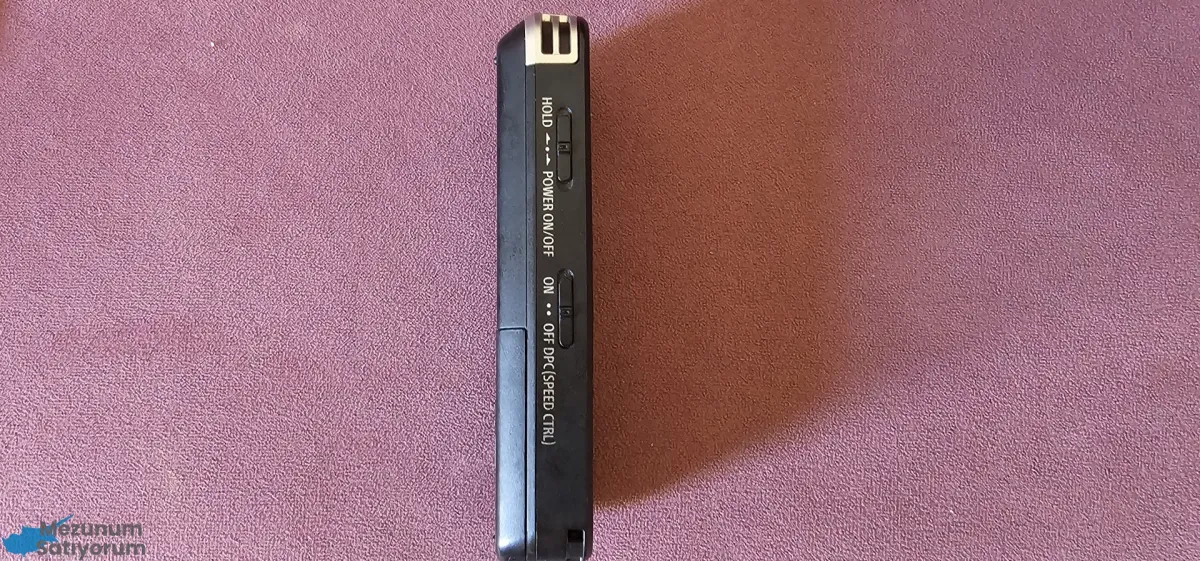 HOLD POWER ON/OFF
ON •• OFF DPC(SPEED CTRL)
Mezunum
Satıyorum